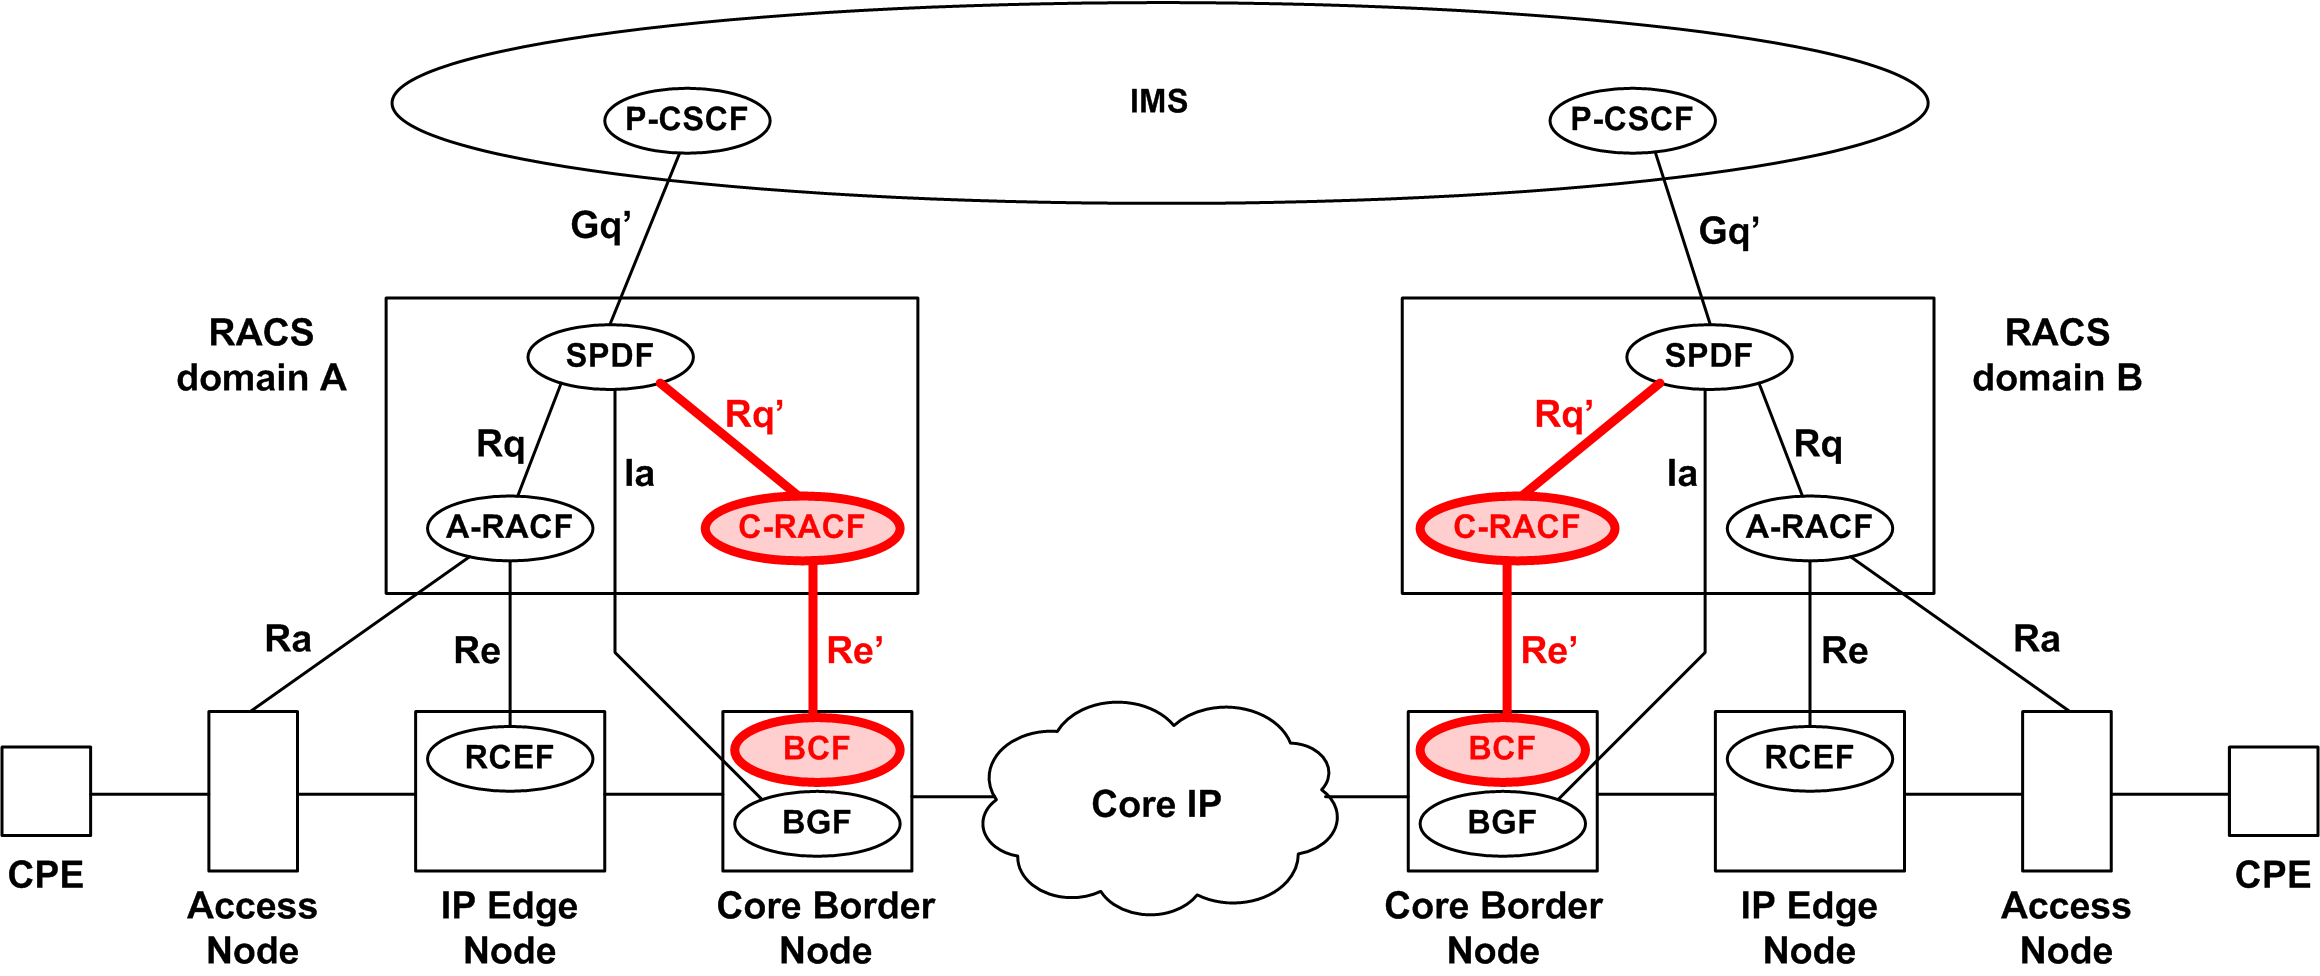 IMS
P-CSCF
P-CSCF
Gq’
Gq’
RACS
domain A
SPDF
SPDF
RACS
domain B
Rq’
Rq’
Rq
Ia
Ia
Rq
A-RACF
C-RACF
C-RACF
A-RACF
Ra
Re
Re’
Re’
Re
Ra
RCEF
BCF
BCF
RCEF
Core IP
BGF
BGF
CPE
CPE
Access
Node
IP Edge
Node
Core Border
Node
Core Border
Node
IP Edge
Node
Access
Node